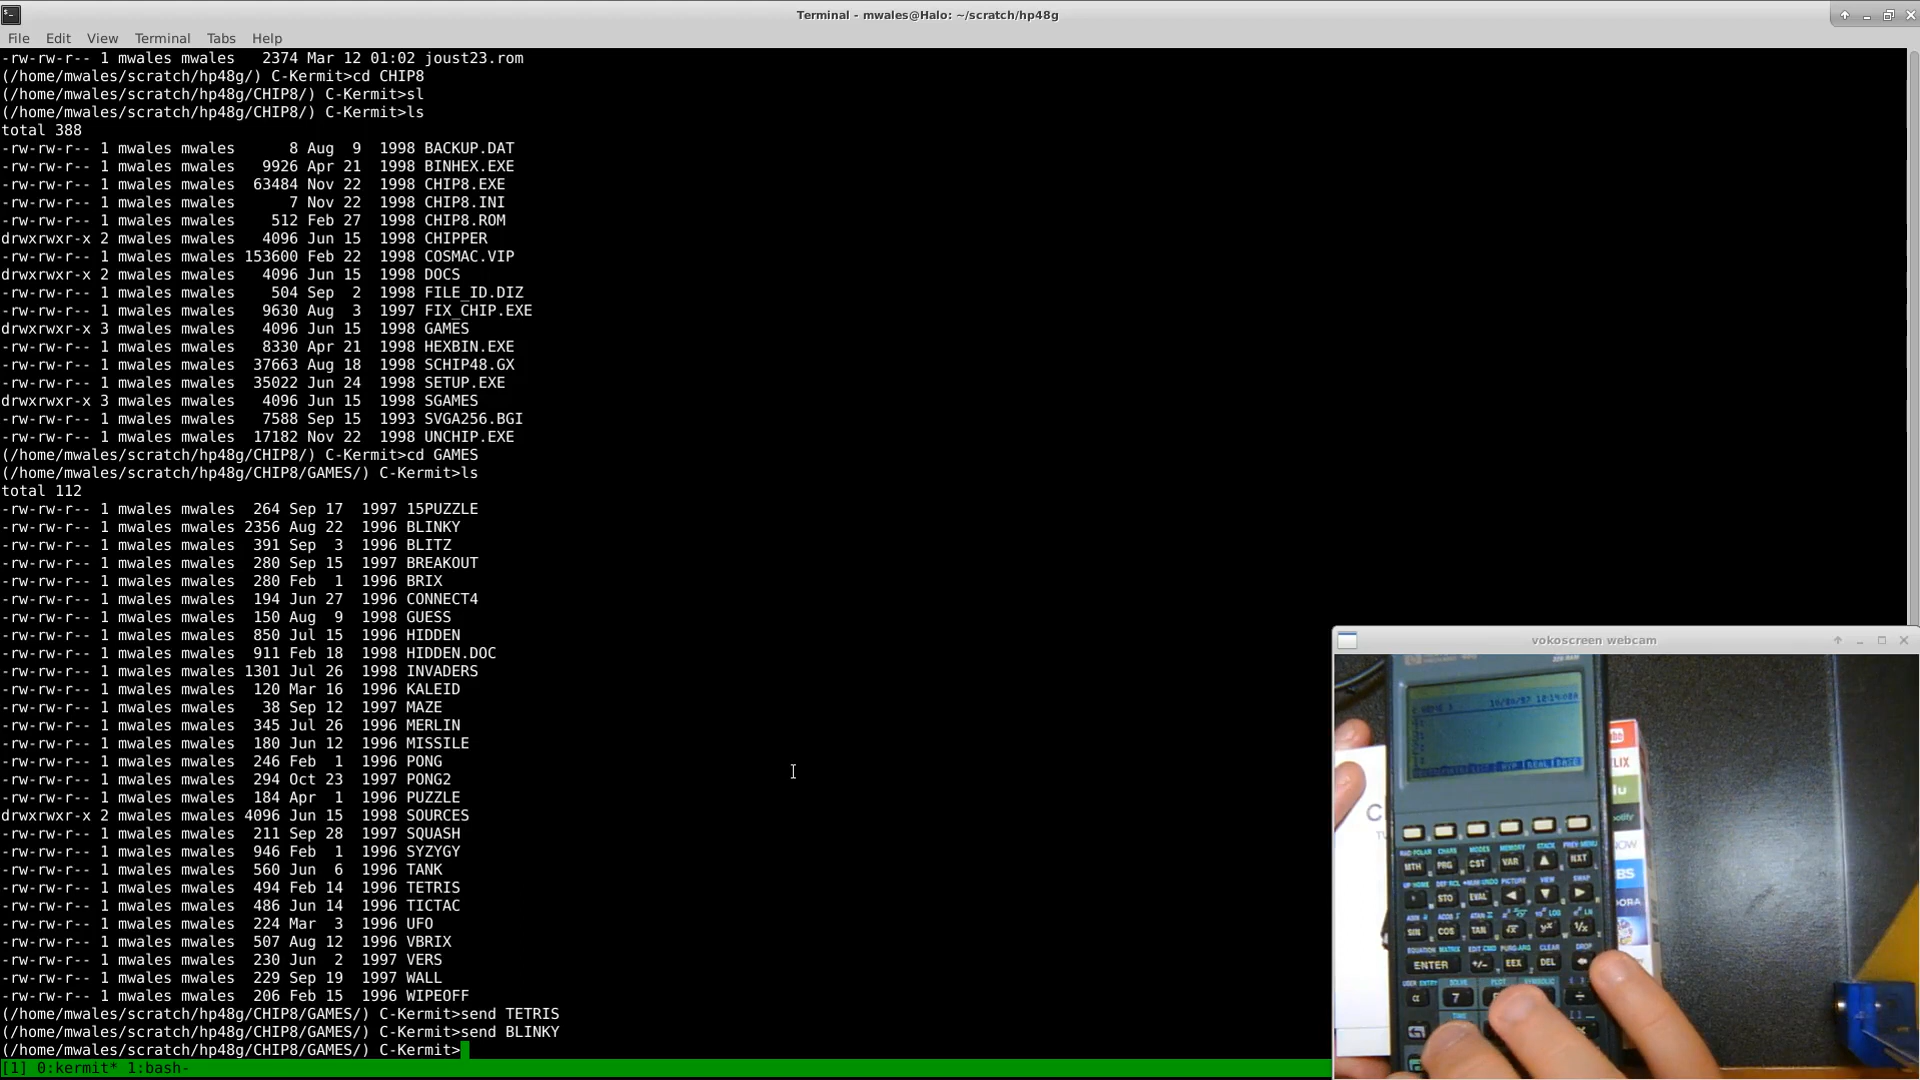 Terminal - mwales@Halo: ~/scratch/hp48g
File Edit View Terminal Tabs Help
-rw-rw-r-- 1 mwales mwales   2374 Mar 12 01:02 joust23.rom
(/home/mwales/scratch/hp48g/) C-Kermit>cd CHIP8
(/home/mwales/scratch/hp48g/CHIP8/) C-Kermit>sl
(/home/mwales/scratch/hp48g/CHIP8/) C-Kermit>ls
total 388
-rw-rw-r-- 1 mwales mwales      8 Aug  9  1998 BACKUP.DAT
-rw-rw-r-- 1 mwales mwales   9926 Apr 21  1998 BINHEX.EXE
-rw-rw-r-- 1 mwales mwales  63484 Nov 22  1998 CHIP8.EXE
-rw-rw-r-- 1 mwales mwales      7 Nov 22  1998 CHIP8.INI
-rw-rw-r-- 1 mwales mwales    512 Feb 27  1998 CHIP8.ROM
drwxrwxr-x 2 mwales mwales   4096 Jun 15  1998 CHIPPER
-rw-rw-r-- 1 mwales mwales 153600 Feb 22  1998 COSMAC.VIP
drwxrwxr-x 2 mwales mwales   4096 Jun 15  1998 DOCS
-rw-rw-r-- 1 mwales mwales    504 Sep  2  1998 FILE_ID.DIZ
-rw-rw-r-- 1 mwales mwales   9630 Aug  3  1997 FIX_CHIP.EXE
drwxrwxr-x 3 mwales mwales   4096 Jun 15  1998 GAMES
-rw-rw-r-- 1 mwales mwales   8330 Apr 21  1998 HEXBIN.EXE
-rw-rw-r-- 1 mwales mwales  37663 Aug 18  1998 SCHIP48.GX
-rw-rw-r-- 1 mwales mwales  35022 Jun 24  1998 SETUP.EXE
drwxrwxr-x 3 mwales mwales   4096 Jun 15  1998 SGAMES
-rw-rw-r-- 1 mwales mwales   7588 Sep 15  1993 SVGA256.BGI
-rw-rw-r-- 1 mwales mwales  17182 Nov 22  1998 UNCHIP.EXE
(/home/mwales/scratch/hp48g/CHIP8/) C-Kermit>cd GAMES
(/home/mwales/scratch/hp48g/CHIP8/GAMES/) C-Kermit>ls
total 112
-rw-rw-r-- 1 mwales mwales  264 Sep 17  1997 15PUZZLE
-rw-rw-r-- 1 mwales mwales 2356 Aug 22  1996 BLINKY
-rw-rw-r-- 1 mwales mwales  391 Sep  3  1996 BLITZ
-rw-rw-r-- 1 mwales mwales  280 Sep 15  1997 BREAKOUT
-rw-rw-r-- 1 mwales mwales  280 Feb  1  1996 BRIX
-rw-rw-r-- 1 mwales mwales  194 Jun 27  1996 CONNECT4
-rw-rw-r-- 1 mwales mwales  150 Aug  9  1998 GUESS
-rw-rw-r-- 1 mwales mwales  850 Jul 15  1996 HIDDEN
-rw-rw-r-- 1 mwales mwales  911 Feb 18  1998 HIDDEN.DOC
-rw-rw-r-- 1 mwales mwales 1301 Jul 26  1998 INVADERS
-rw-rw-r-- 1 mwales mwales  120 Mar 16  1996 KALEID
-rw-rw-r-- 1 mwales mwales   38 Sep 12  1997 MAZE
-rw-rw-r-- 1 mwales mwales  345 Jul 26  1996 MERLIN
-rw-rw-r-- 1 mwales mwales  180 Jun 12  1996 MISSILE
-rw-rw-r-- 1 mwales mwales  246 Feb  1  1996 PONG
-rw-rw-r-- 1 mwales mwales  294 Oct 23  1997 PONG2
-rw-rw-r-- 1 mwales mwales  184 Apr  1  1996 PUZZLE
drwxrwxr-x 2 mwales mwales 4096 Jun 15  1998 SOURCES
-rw-rw-r-- 1 mwales mwales  211 Sep 28  1997 SQUASH
-rw-rw-r-- 1 mwales mwales  946 Feb  1  1996 SYZYGY
-rw-rw-r-- 1 mwales mwales  560 Jun  6  1996 TANK
-rw-rw-r-- 1 mwales mwales  494 Feb 14  1996 TETRIS
-rw-rw-r-- 1 mwales mwales  486 Jun 14  1996 TICTAC
-rw-rw-r-- 1 mwales mwales  224 Mar  3  1996 UFO
-rw-rw-r-- 1 mwales mwales  507 Aug 12  1996 VBRIX
-rw-rw-r-- 1 mwales mwales  230 Jun  2  1997 VERS
-rw-rw-r-- 1 mwales mwales  229 Sep 19  1997 WALL
-rw-rw-r-- 1 mwales mwales  206 Feb 15  1996 WIPEOFF
(/home/mwales/scratch/hp48g/CHIP8/GAMES/) C-Kermit>send TETRIS
(/home/mwales/scratch/hp48g/CHIP8/GAMES/) C-Kermit>send BLINKY
(/home/mwales/scratch/hp48g/CHIP8/GAMES/) C-Kermit>
[1] 0:kermit* 1:bash-
vokoscreen webcam
MTH PRG CST VAR NXT
STO EVAL
SIN COS TAN
ENTER +/- EEX DEL
7